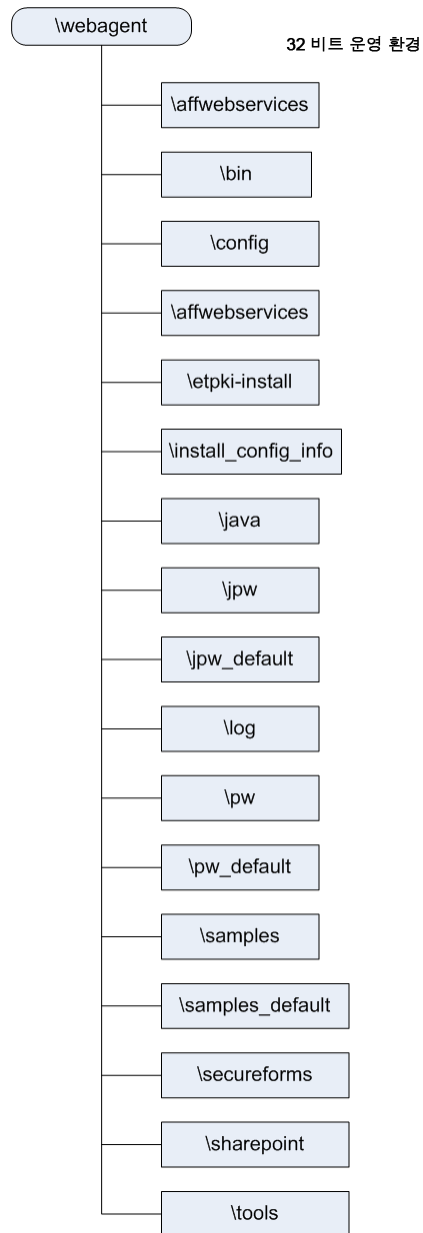 \webagent
32 비트 운영 환경
\affwebservices
\bin
\config
\affwebservices
\etpki-install
\install_config_info
\java
\jpw
\jpw_default
\log
\pw
\pw_default
\samples
\samples_default
\secureforms
\sharepoint
\tools